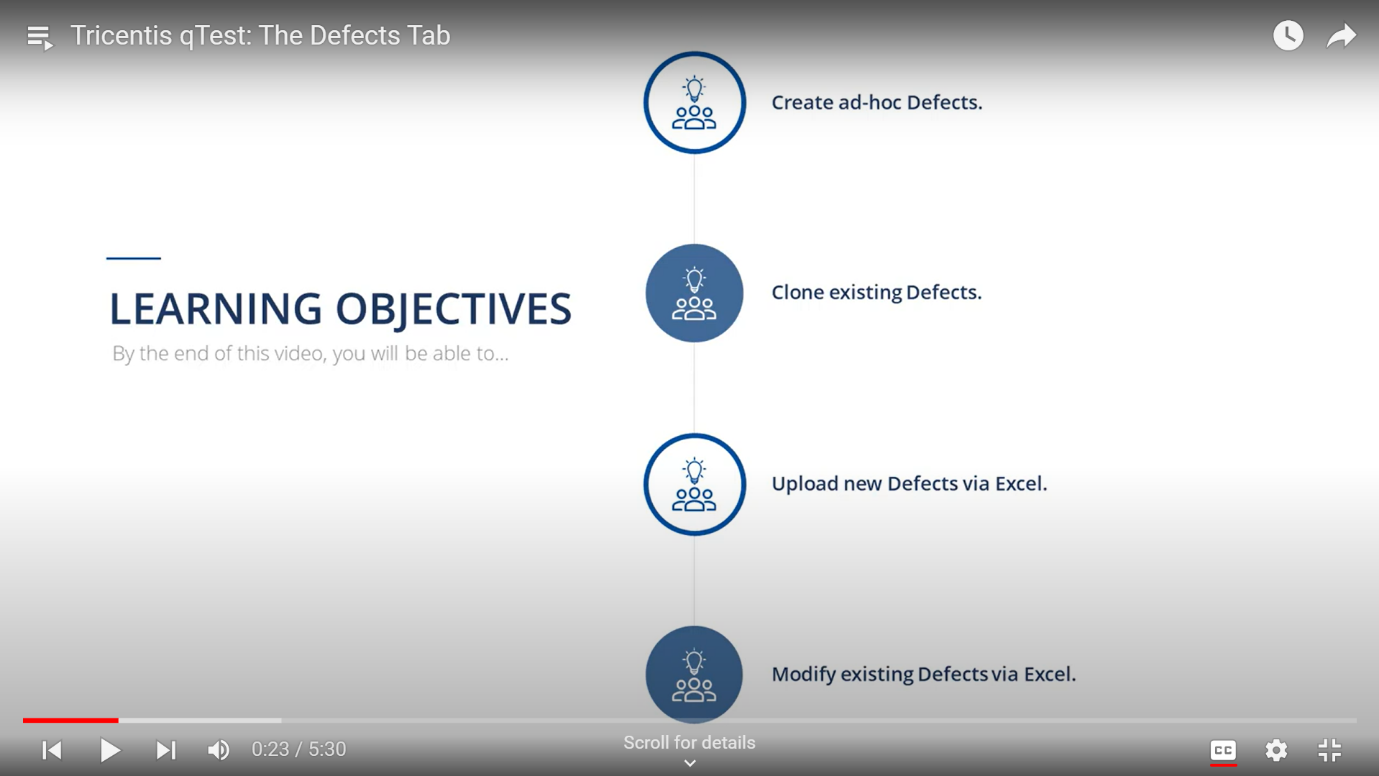 Tricentis qTest: The Defects Tab
Create ad-hoc Defects.
Clone existing Defects.
LEARNING OBJECTIVES
By the end of this video, you will be able to...
Upload new Defects via Excel.
Modify existing Defects via Excel.
0:23 / 5:30
Scroll for details
CC